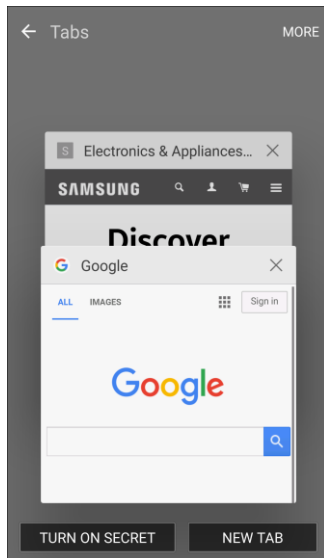 Tabs MORE
S Electronics & Appliances...
SAMSUNG
Discover
G Google
ALL IMAGES Sign in
Google
TURN ON SECRET NEW TAB